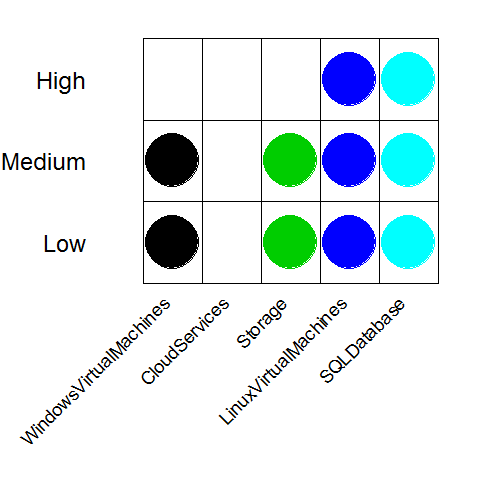 High
Medium
Low
WindowsVirtualMachines
CloudServices
Storage
LinuxVirtualMachines
SQLDatabase